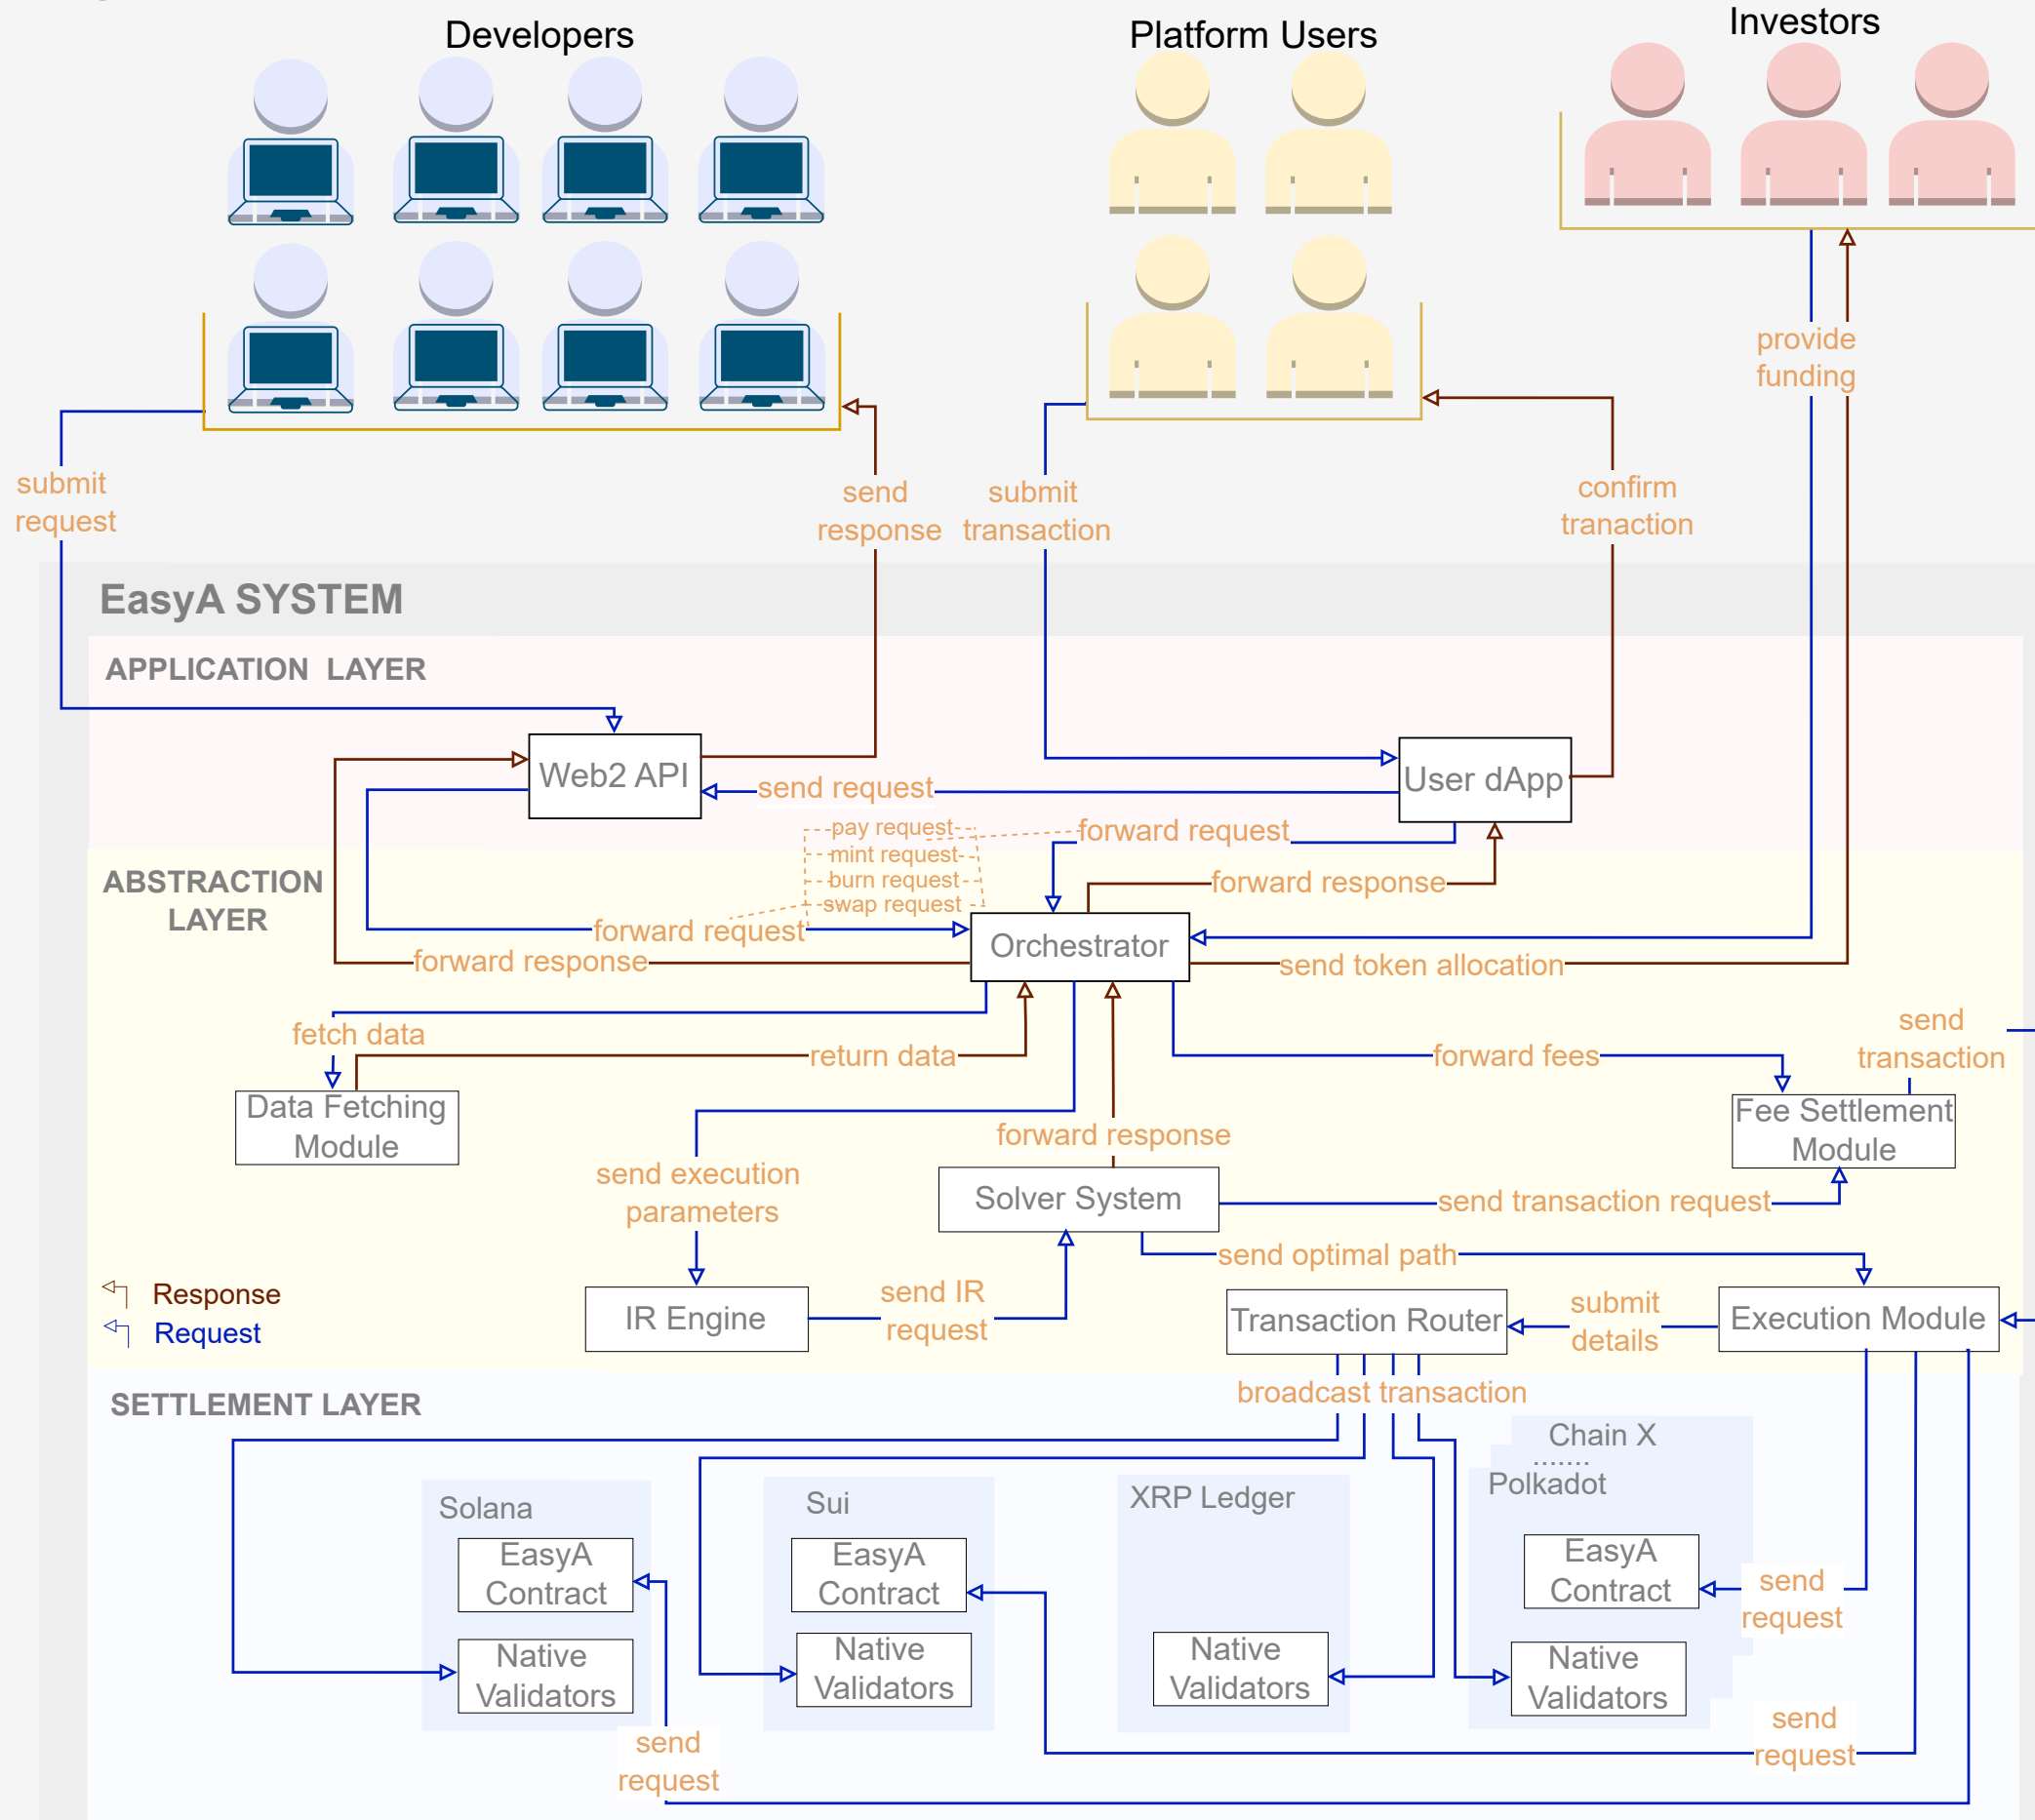 Developers
Platform Users
Investors
provide
funding
submit
request
send
response
submit
transaction
confirm
tranaction
EasyA SYSTEM
APPLICATION LAYER
Web2 API
send request
User dApp
pay request
mint request
burn request
swap request
forward request
forward response
ABSTRACTION
LAYER
forward request
forward response
Orchestrator
send token allocation
fetch data
return data
forward fees
send
transaction
Data Fetching
Module
Fee Settlement
Module
forward response
send execution
parameters
Solver System
send transaction request
send optimal path
Response
Request
IR Engine
send IR
request
Transaction Router
submit
details
Execution Module
SETTLEMENT LAYER
broadcast transaction
Chain X
.......
Polkadot
Solana
Sui
XRP Ledger
EasyA
Contract
EasyA
Contract
EasyA
Contract
send
request
Native
Validators
Native
Validators
Native
Validators
Native
Validators
send
request
send
request